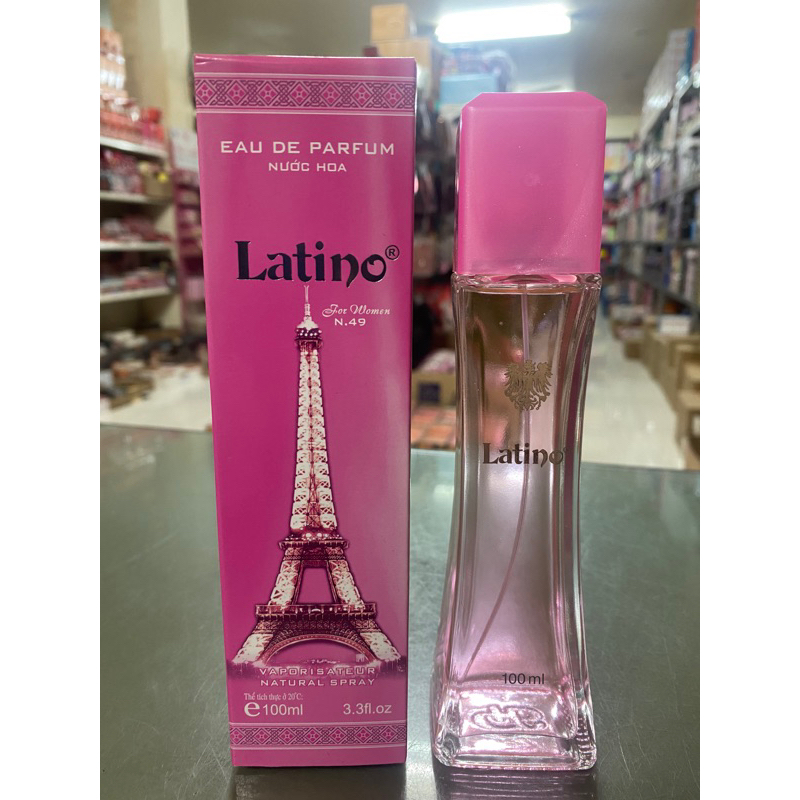 EAU DE PARFUM
NƯỚC HOA
Latino®
For Women
N.49
VAPORISATEUR
NATURAL SPRAY
Thể tích thực ở 20°C:
e100ml 3.3fl.oz
Latino
100 ml